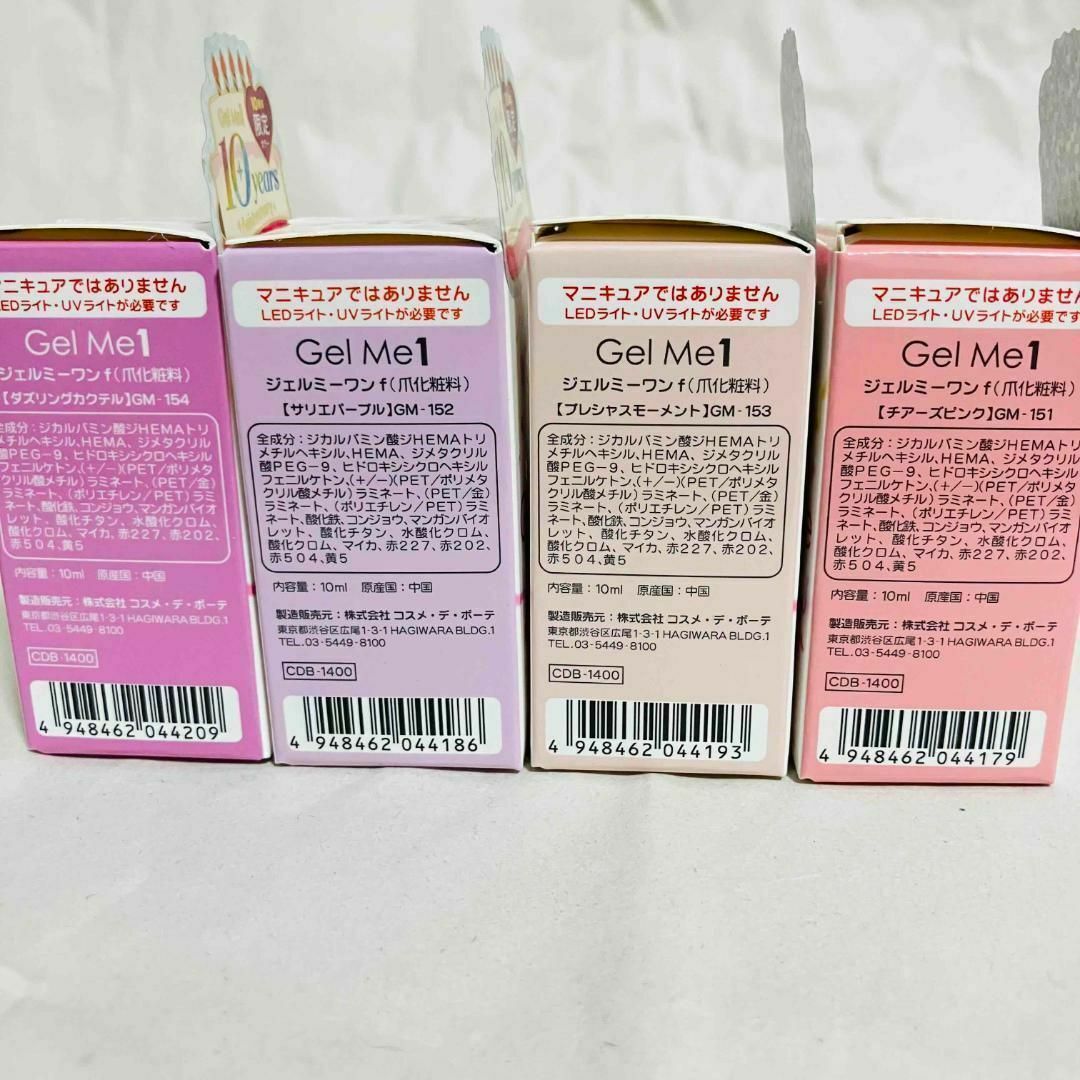 10周年
限定
カラー
Gel Me1
10+years
Anniversary
限定
マニキュアではありません
EDライト・UVライトが必要です
Gel Me1
ジェルミーワン f(爪化粧料)
【ダズリングカクテル】GM-154
全成分:ジカルバミン酸ジHEMAトリ
メチルヘキシル,HEMA、ジメタクリル
酸PEG-9、ヒドロキシシクロヘキシル
フェニルケトン、(+/-)(PET/ポリメタ
クリル酸メチル)ラミネート、(PET/金)
ラミネート、(ポリエチレン/PET)ラミ
ネート、酸化鉄、コンジョウ、マンガンバイオ
レット、酸化チタン、水酸化クロム、
酸化クロム、マイカ、赤227、赤202、
赤504、黄5
内容量:10ml 原産国:中国
製造販売元:株式会社 コスメ・デ・ボーテ
東京都渋谷区広尾1-3-1 HAGIWARA BLDG.1
TEL.03-5449-8100
CDB-1400
4 948462 044209
マニキュアではありません
LEDライト・UVライトが必要です
Gel Me1
ジェルミーワン f(爪化粧料)
【サリエパープル】GM-152
全成分:ジカルバミン酸ジHEMAトリ
メチルヘキシル,HEMA、ジメタクリル
酸PEG-9、ヒドロキシシクロヘキシル
フェニルケトン,(+/-)(PET/ポリメタ
クリル酸メチル)ラミネート、(PET/金)
ラミネート、(ポリエチレン/PET)ラミ
ネート、酸化鉄、コンジョウ、マンガンバイオ
レット、酸化チタン、水酸化クロム、
酸化クロム、マイカ、赤227、赤202、
赤504、黄5
内容量:10ml 原産国:中国
製造販売元:株式会社 コスメ・デ・ボーテ
東京都渋谷区広尾1-3-1 HAGIWARA BLDG.1
TEL.03-5449-8100
CDB-1400
4 948462 044186
マニキュアではありません
LEDライト・UVライトが必要です
Gel Me1
ジェルミーワン f(爪化粧料)
【プレシャスモーメント】GM-153
全成分:ジカルバミン酸ジHEMAトリ
メチルヘキシル,HEMA、ジメタクリル
酸PEG-9、ヒドロキシシクロヘキシル
フェニルケトン,(+/-)(PET/ポリメタ
クリル酸メチル)ラミネート、(PET/金)
ラミネート、(ポリエチレン/PET)ラミ
ネート、酸化鉄、コンジョウ、マンガンバイオ
レット、酸化チタン、水酸化クロム、
酸化クロム、マイカ、赤227、赤202、
赤504、黄5
内容量:10ml 原産国:中国
製造販売元:株式会社 コスメ・デ・ボーテ
東京都渋谷区広尾1-3-1 HAGIWARA BLDG.1
TEL.03-5449-8100
CDB-1400
4 948462 044193
マニキュアではありません
LEDライト・UVライトが必要です
Gel Me1
ジェルミーワン f(爪化粧料)
【チアーズピンク】GM-151
全成分:ジカルバミン酸ジHEMAトリ
メチルヘキシル,HEMA、ジメタクリル
酸PEG-9、ヒドロキシシクロヘキシル
フェニルケトン,(+/-)(PET/ポリメタ
クリル酸メチル)ラミネート、(PET/金)
ラミネート、(ポリエチレン/PET)ラミ
ネート、酸化鉄、コンジョウ、マンガンバイオ
レット、酸化チタン、水酸化クロム、
酸化クロム、マイカ、赤227、赤202、
赤504、黄5
内容量:10ml 原産国:中国
製造販売元:株式会社 コスメ・デ・ボーテ
東京都渋谷区広尾1-3-1 HAGIWARA BLDG.1
TEL.03-5449-8100
CDB-1400
4 948462 044179